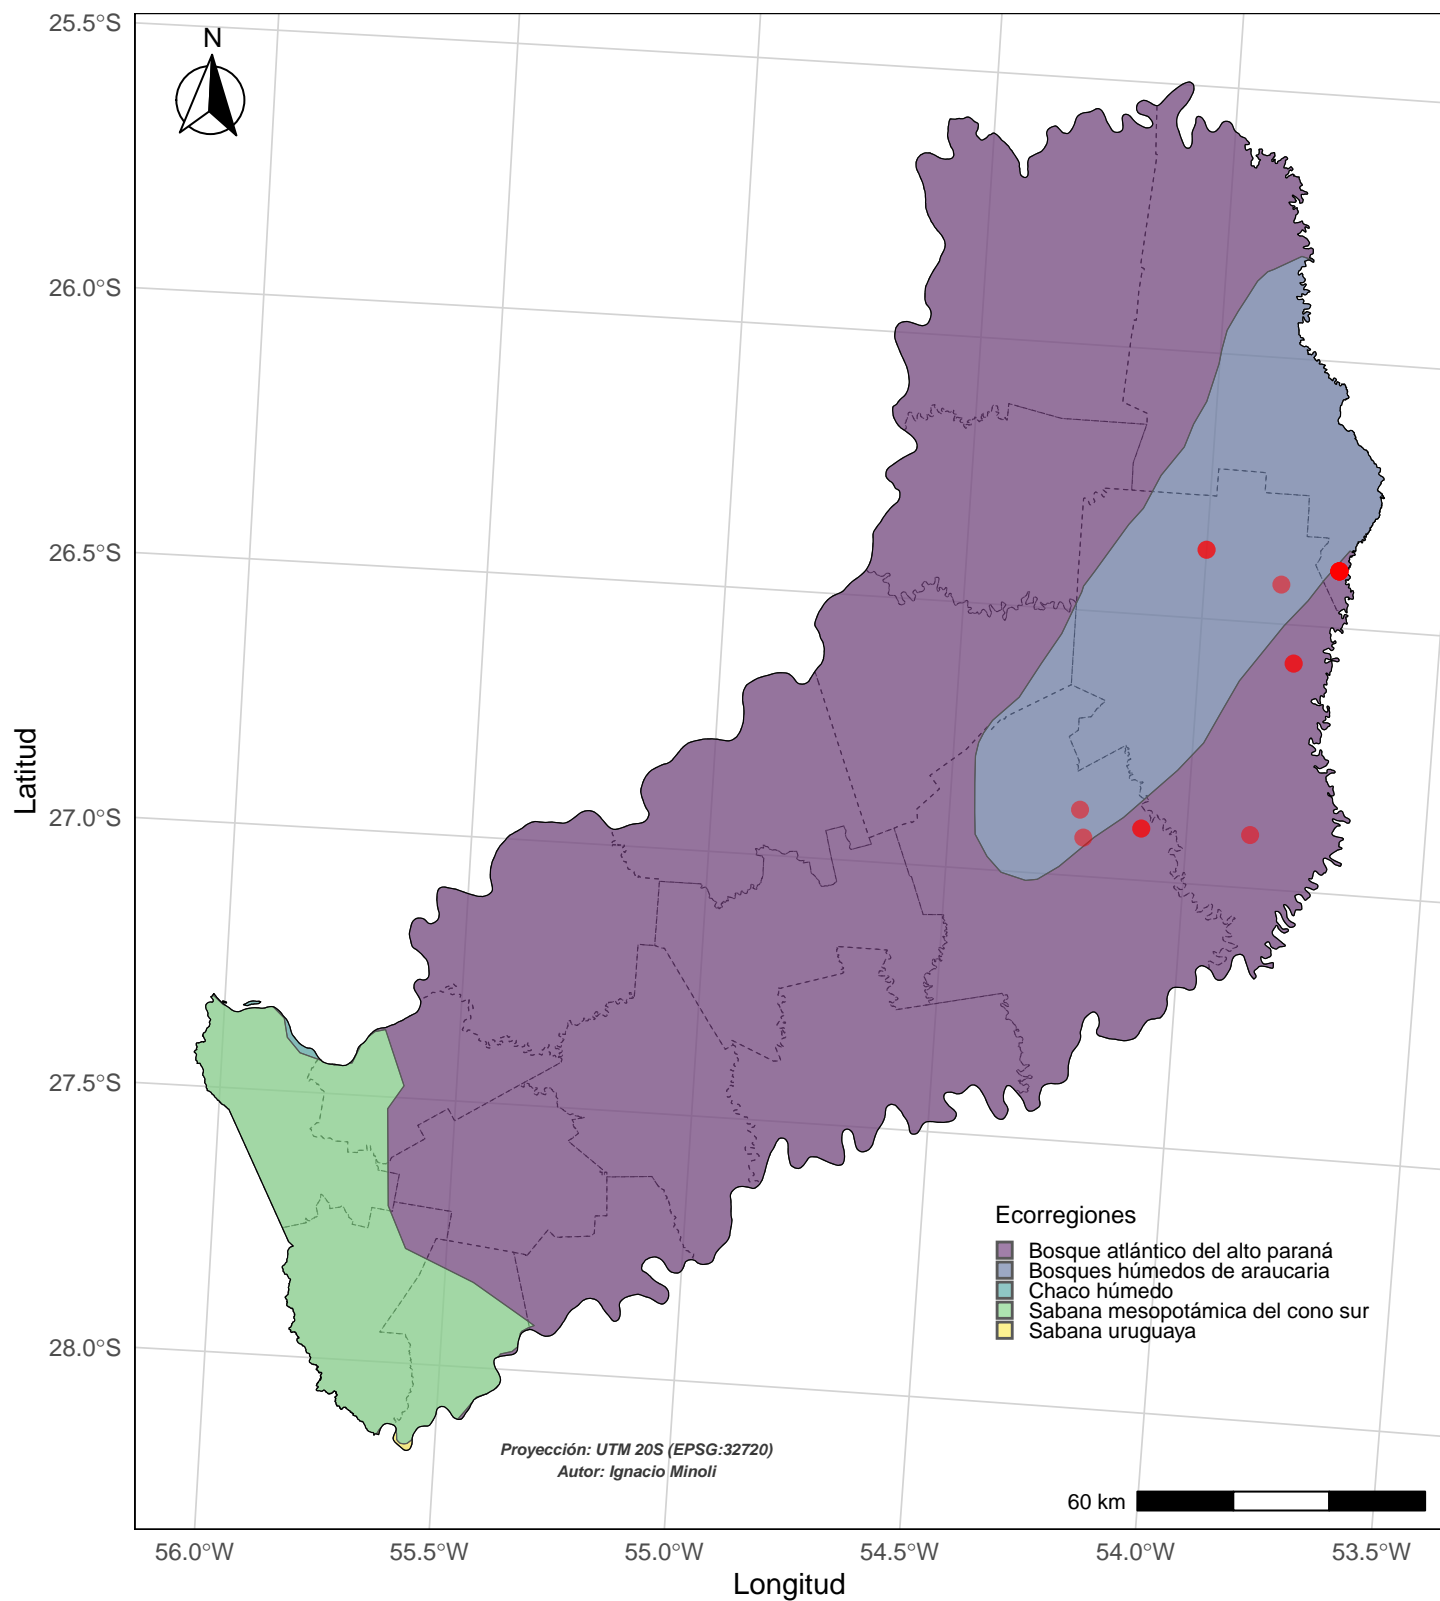 25.5°S
N
26.0°S
26.5°S
Latitud
27.0°S
27.5°S
Ecorregiones
Bosque atlántico del alto paraná
Bosques húmedos de araucaria
Chaco húmedo
Sabana mesopotámica del cono sur
Sabana uruguaya
28.0°S
Proyección: UTM 20S (EPSG:32720)
Autor: Ignacio Minoli
60 km
56.0°W 55.5°W 55.0°W 54.5°W 54.0°W 53.5°W
Longitud